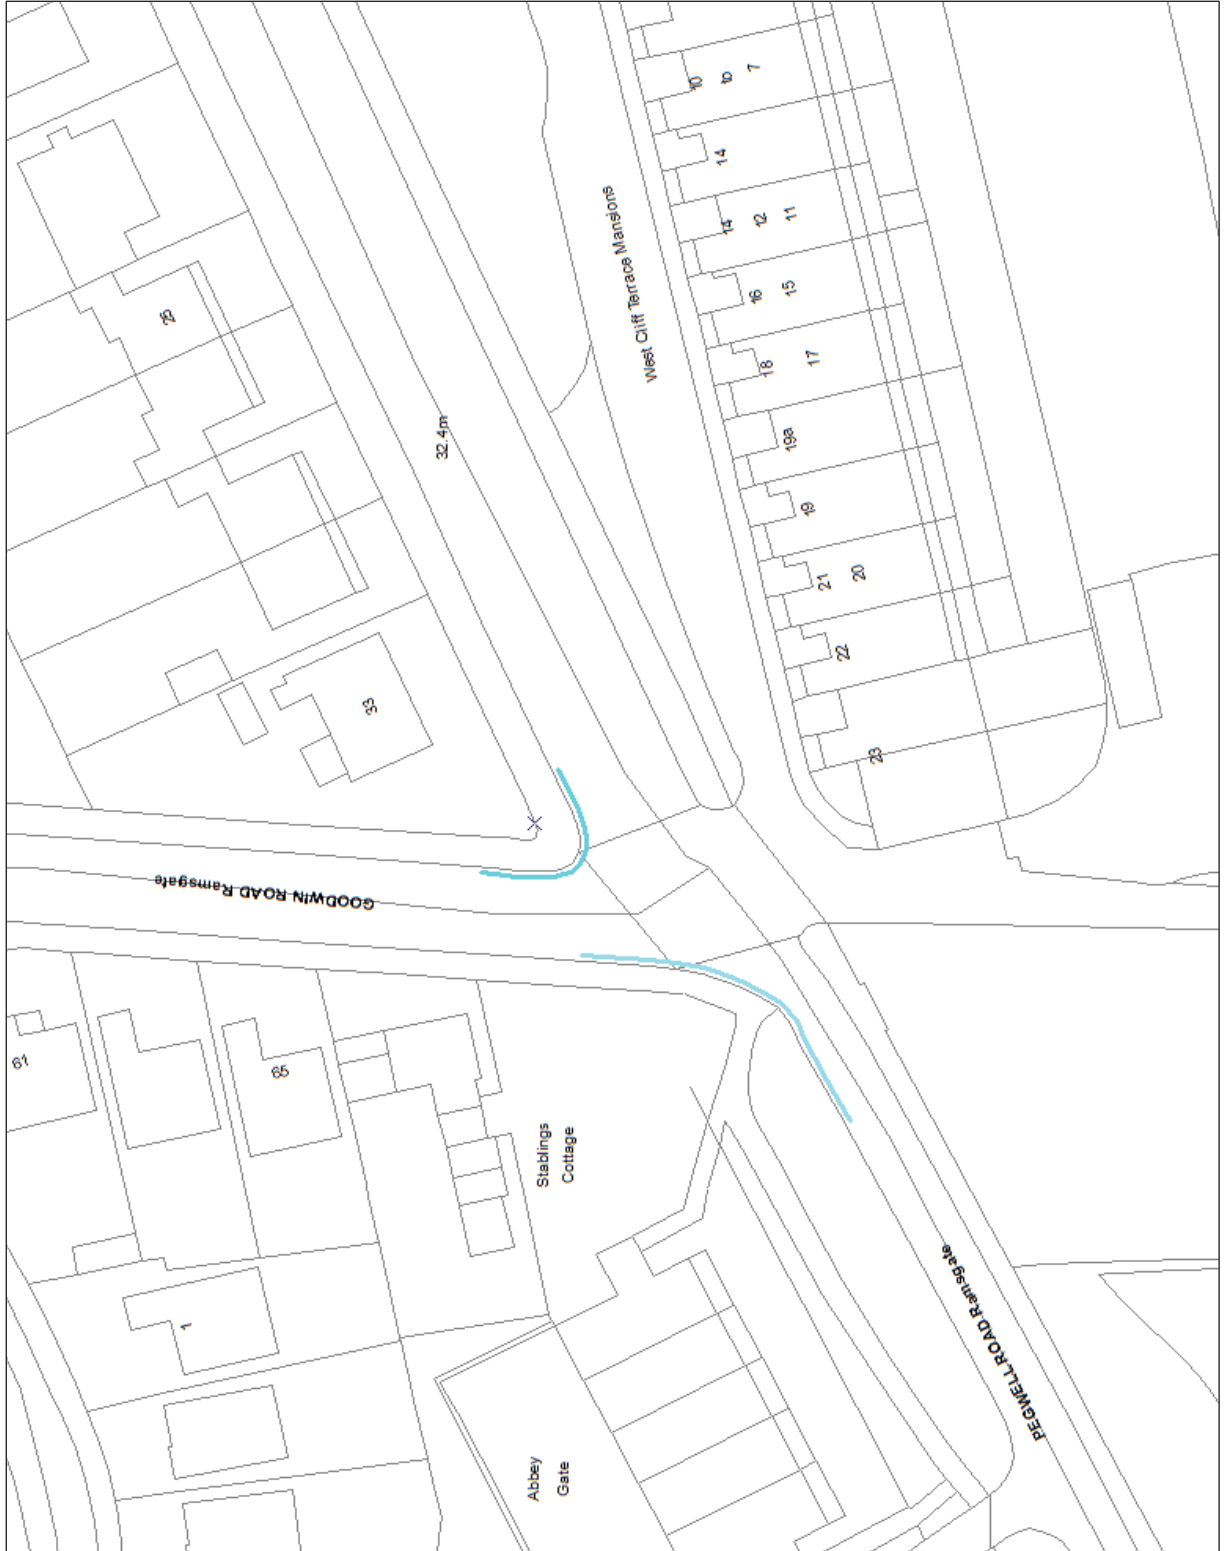 10
to
7
14
14
12
11
West Cliff Terrace Mansions
16
15
26
18
17
32.4m
19a
19
21
20
22
33
23
GOODWIN ROAD Ramsgate
61
65
Stablings
Cottage
PEGWELL ROAD Ramsgate
1
Abbey
Gate